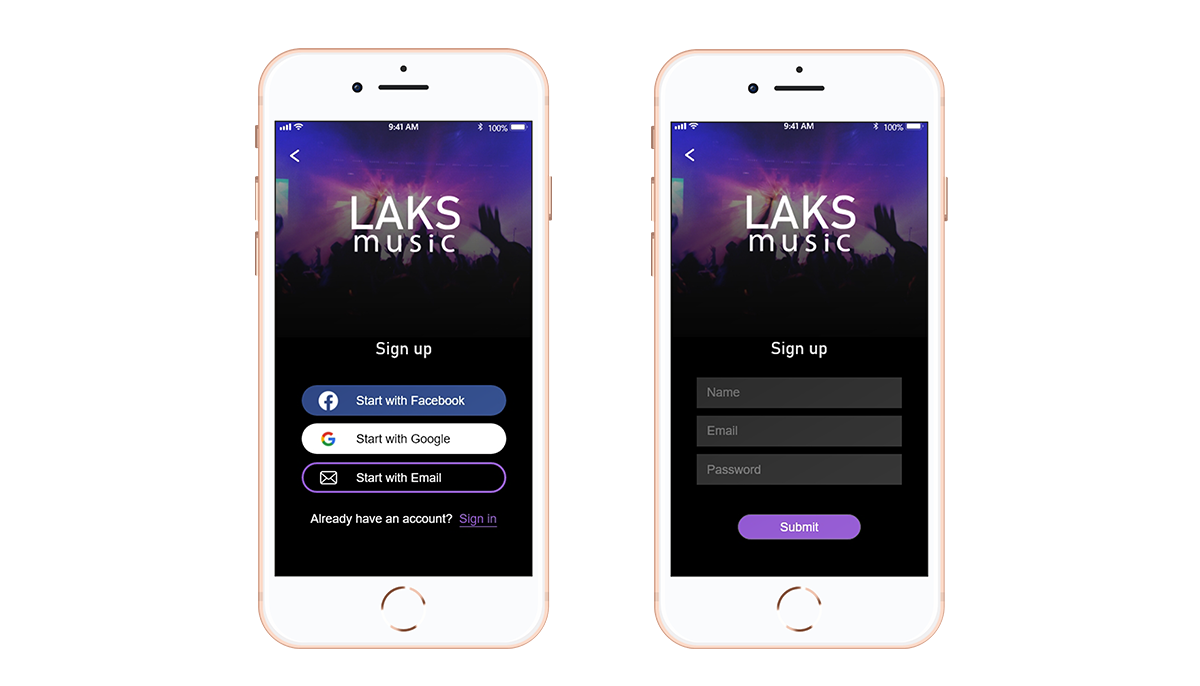 9:41 AM 100%
LAKS
music
Sign up
Start with Facebook
Start with Google
Start with Email
Already have an account? Sign in
9:41 AM 100%
LAKS
music
Sign up
Name
Email
Password
Submit